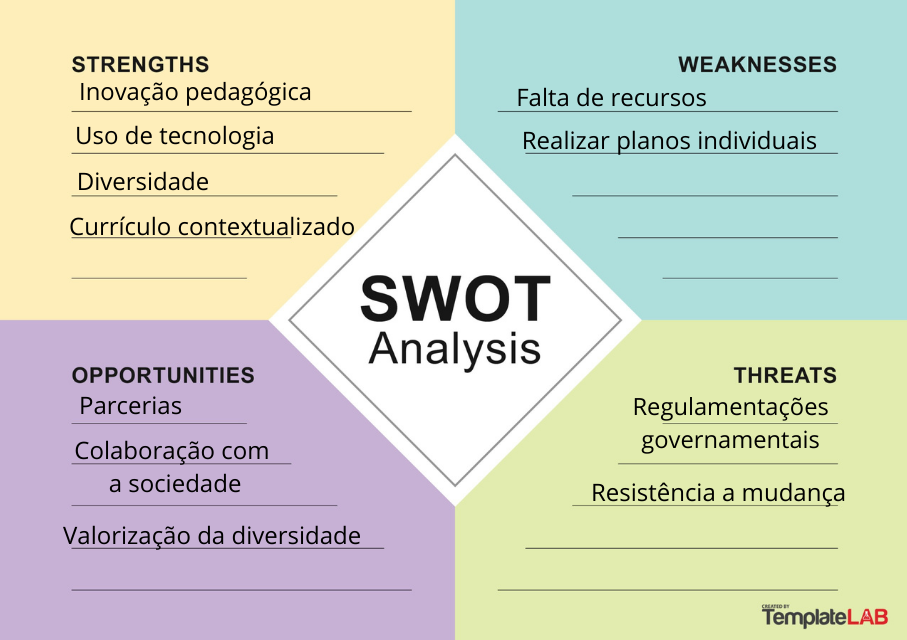 STRENGTHS
Inovação pedagógica
Uso de tecnologia
Diversidade
Currículo contextualizado
WEAKNESSES
Falta de recursos
Realizar planos individuais
SWOT
Analysis
OPPORTUNITIES
Parcerias
Colaboração com
a sociedade
Valorização da diversidade
THREATS
Regulamentações
governamentais
Resistência a mudança
CREATED BY
TemplateLAB